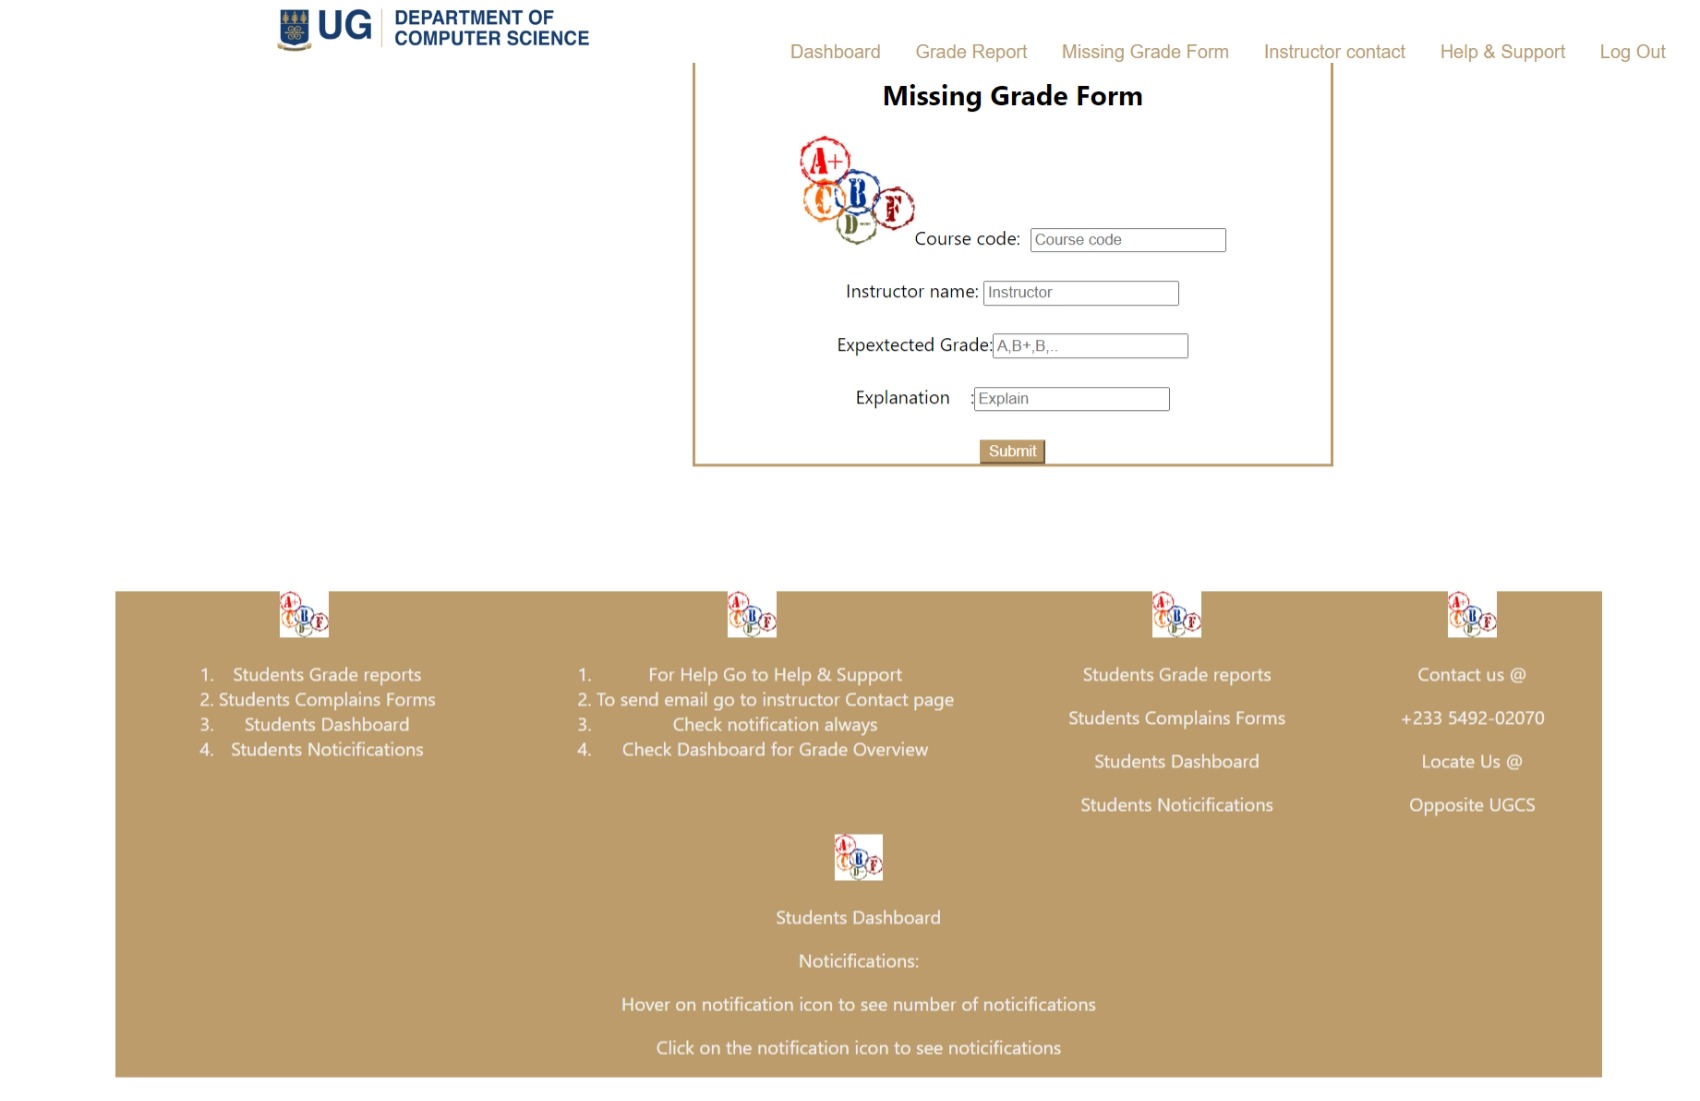 UG DEPARTMENT OF
COMPUTER SCIENCE
Dashboard Grade Report Missing Grade Form Instructor contact Help & Support Log Out
Missing Grade Form
A+
C B F
D-
Course code: Course code
Instructor name: Instructor
Expextected Grade: A,B+,B,..
Explanation : Explain
Submit
A+
C B F
D-
1. Students Grade reports
2. Students Complains Forms
3. Students Dashboard
4. Students Noticifications
A+
C B F
D-
1. For Help Go to Help & Support
2. To send email go to instructor Contact page
3. Check notification always
4. Check Dashboard for Grade Overview
A+
C B F
D-
Students Grade reports
Students Complains Forms
Students Dashboard
Students Noticifications
A+
C B F
D-
Contact us @
+233 5492-02070
Locate Us @
Opposite UGCS
A+
C B F
D-
Students Dashboard
Noticifications:
Hover on notification icon to see number of noticifications
Click on the notification icon to see noticifications